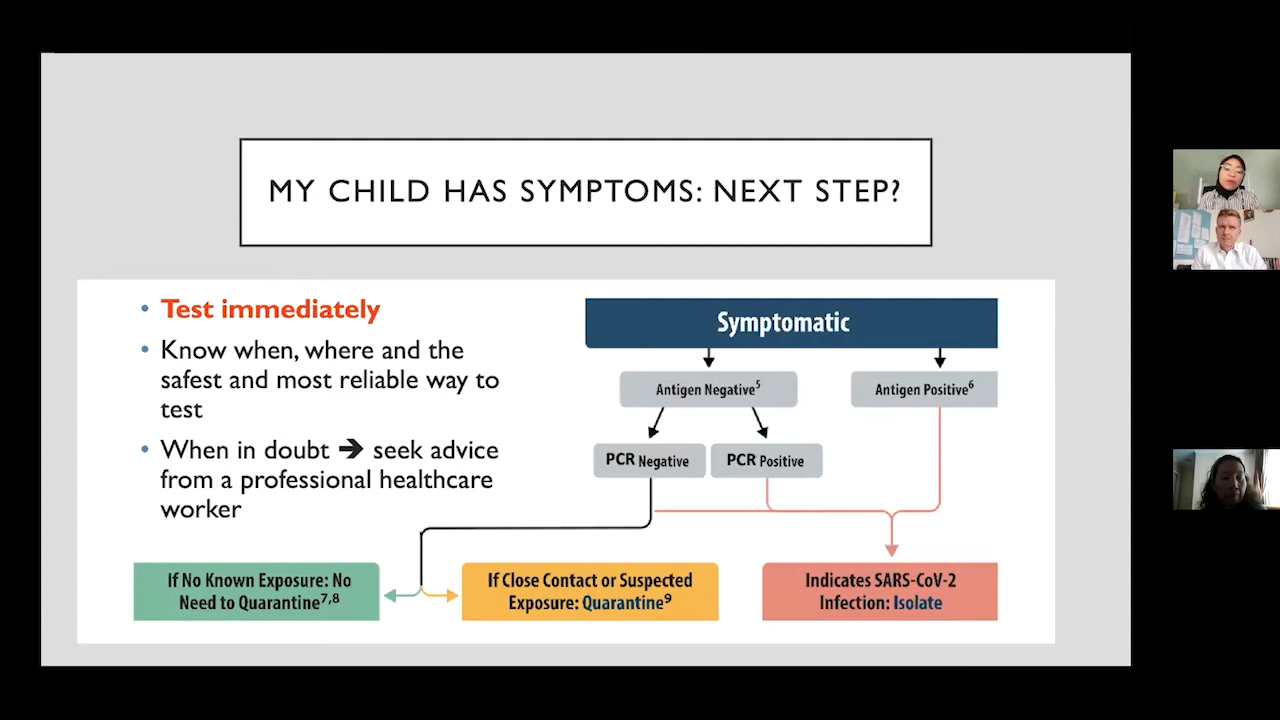 MY CHILD HAS SYMPTOMS: NEXT STEP?
• Test immediately
• Know when, where and the
safest and most reliable way to
test
• When in doubt ➔ seek advice
from a professional healthcare
worker
Symptomatic
Antigen Negative5
Antigen Positive6
PCR Negative
PCR Positive
If No Known Exposure: No
Need to Quarantine7,8
If Close Contact or Suspected
Exposure: Quarantine9
Indicates SARS-CoV-2
Infection: Isolate